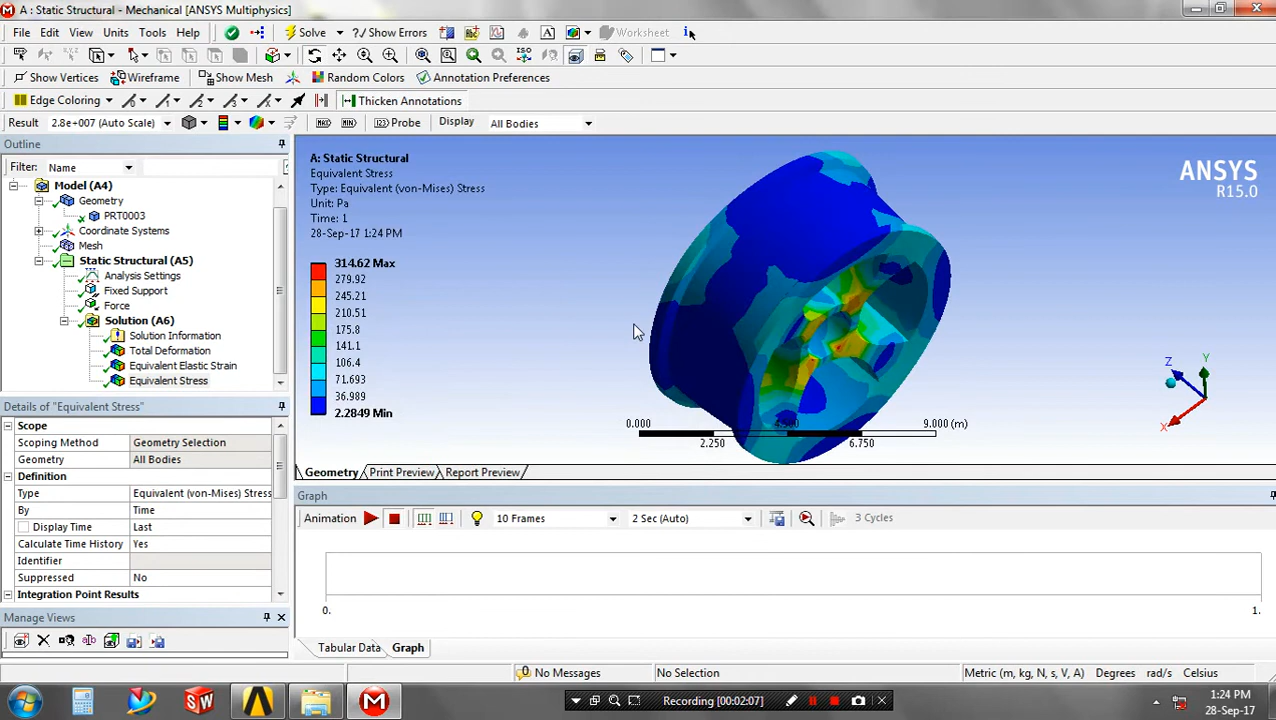 A : Static Structural - Mechanical [ANSYS Multiphysics]
File Edit View Units Tools Help Solve ?/ Show Errors Worksheet
Show Vertices Wireframe Show Mesh Random Colors Annotation Preferences
Edge Coloring Thicken Annotations
Result 2.8e+007 (Auto Scale) MAX MIN Probe Display All Bodies
Outline
Filter: Name
Model (A4)
Geometry
PRT0003
Coordinate Systems
Mesh
Static Structural (A5)
Analysis Settings
Fixed Support
Force
Solution (A6)
Solution Information
Total Deformation
Equivalent Elastic Strain
Equivalent Stress
Details of "Equivalent Stress"
Scope
Scoping Method Geometry Selection
Geometry All Bodies
Definition
Type Equivalent (von-Mises) Stress
By Time
Display Time Last
Calculate Time History Yes
Identifier
Suppressed No
Integration Point Results
Manage Views
A: Static Structural
Equivalent Stress
Type: Equivalent (von-Mises) Stress
Unit: Pa
Time: 1
28-Sep-17 1:24 PM
314.62 Max
279.92
245.21
210.51
175.8
141.1
106.4
71.693
36.989
2.2849 Min
ANSYS
R15.0
Z Y
X
0.000 4.500 9.000 (m)
2.250 6.750
Geometry Print Preview Report Preview
Graph
Animation 10 Frames 2 Sec (Auto) 3 Cycles
0. 1.
Tabular Data Graph
No Messages No Selection Metric (m, kg, N, s, V, A) Degrees rad/s Celsius
SW M Recording [00:02:07] 1:24 PM
28-Sep-17